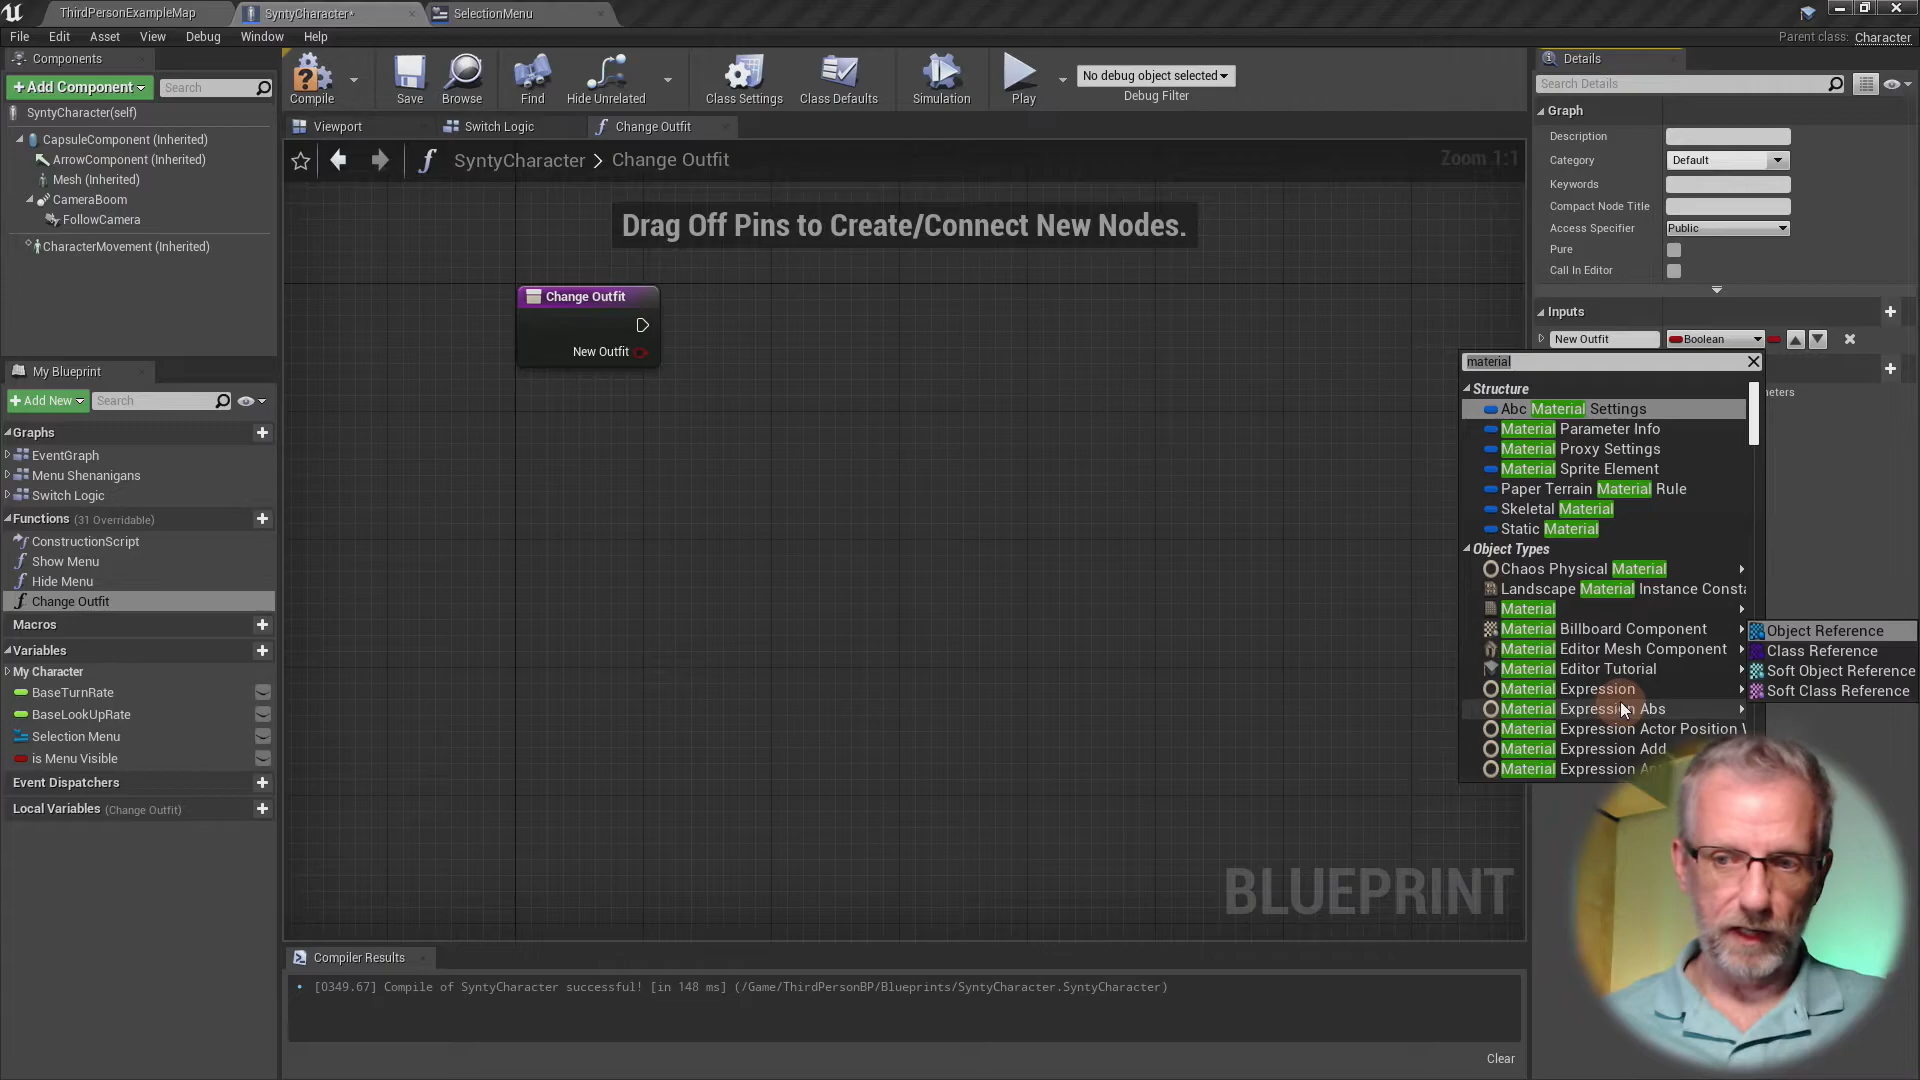 ThirdPersonExampleMap
SyntyCharacter*
SelectionMenu
File Edit Asset View Debug Window Help
Parent class: Character
Components
+Add Component
Search
SyntyCharacter(self)
CapsuleComponent (Inherited)
ArrowComponent (Inherited)
Mesh (Inherited)
CameraBoom
FollowCamera
CharacterMovement (Inherited)
Compile
Save
Browse
Find
Hide Unrelated
Class Settings
Class Defaults
Simulation
Play
No debug object selected
Debug Filter
Viewport
Switch Logic
Change Outfit
SyntyCharacter > Change Outfit
Zoom 1:1
Drag Off Pins to Create/Connect New Nodes.
Change Outfit
New Outfit
BLUEPRINT
My Blueprint
+Add New
Search
Graphs
EventGraph
Menu Shenanigans
Switch Logic
Functions (31 Overridable)
ConstructionScript
Show Menu
Hide Menu
Change Outfit
Macros
Variables
My Character
BaseTurnRate
BaseLookUpRate
Selection Menu
is Menu Visible
Event Dispatchers
Local Variables (Change Outfit)
Compiler Results
[0349.67] Compile of SyntyCharacter successful! [in 148 ms] (/Game/ThirdPersonBP/Blueprints/SyntyCharacter.SyntyCharacter)
Clear
Details
Search Details
Graph
Description
Category Default
Keywords
Compact Node Title
Access Specifier Public
Pure
Call In Editor
Inputs
New Outfit Boolean
material
Structure
Abc Material Settings
Material Parameter Info
Material Proxy Settings
Material Sprite Element
Paper Terrain Material Rule
Skeletal Material
Static Material
Object Types
Chaos Physical Material
Landscape Material Instance Consta
Material
Material Billboard Component
Material Editor Mesh Component
Material Editor Tutorial
Material Expression
Material Expression Abs
Material Expression Actor Position
Material Expression Add
Material Expression
Object Reference
Class Reference
Soft Object Reference
Soft Class Reference